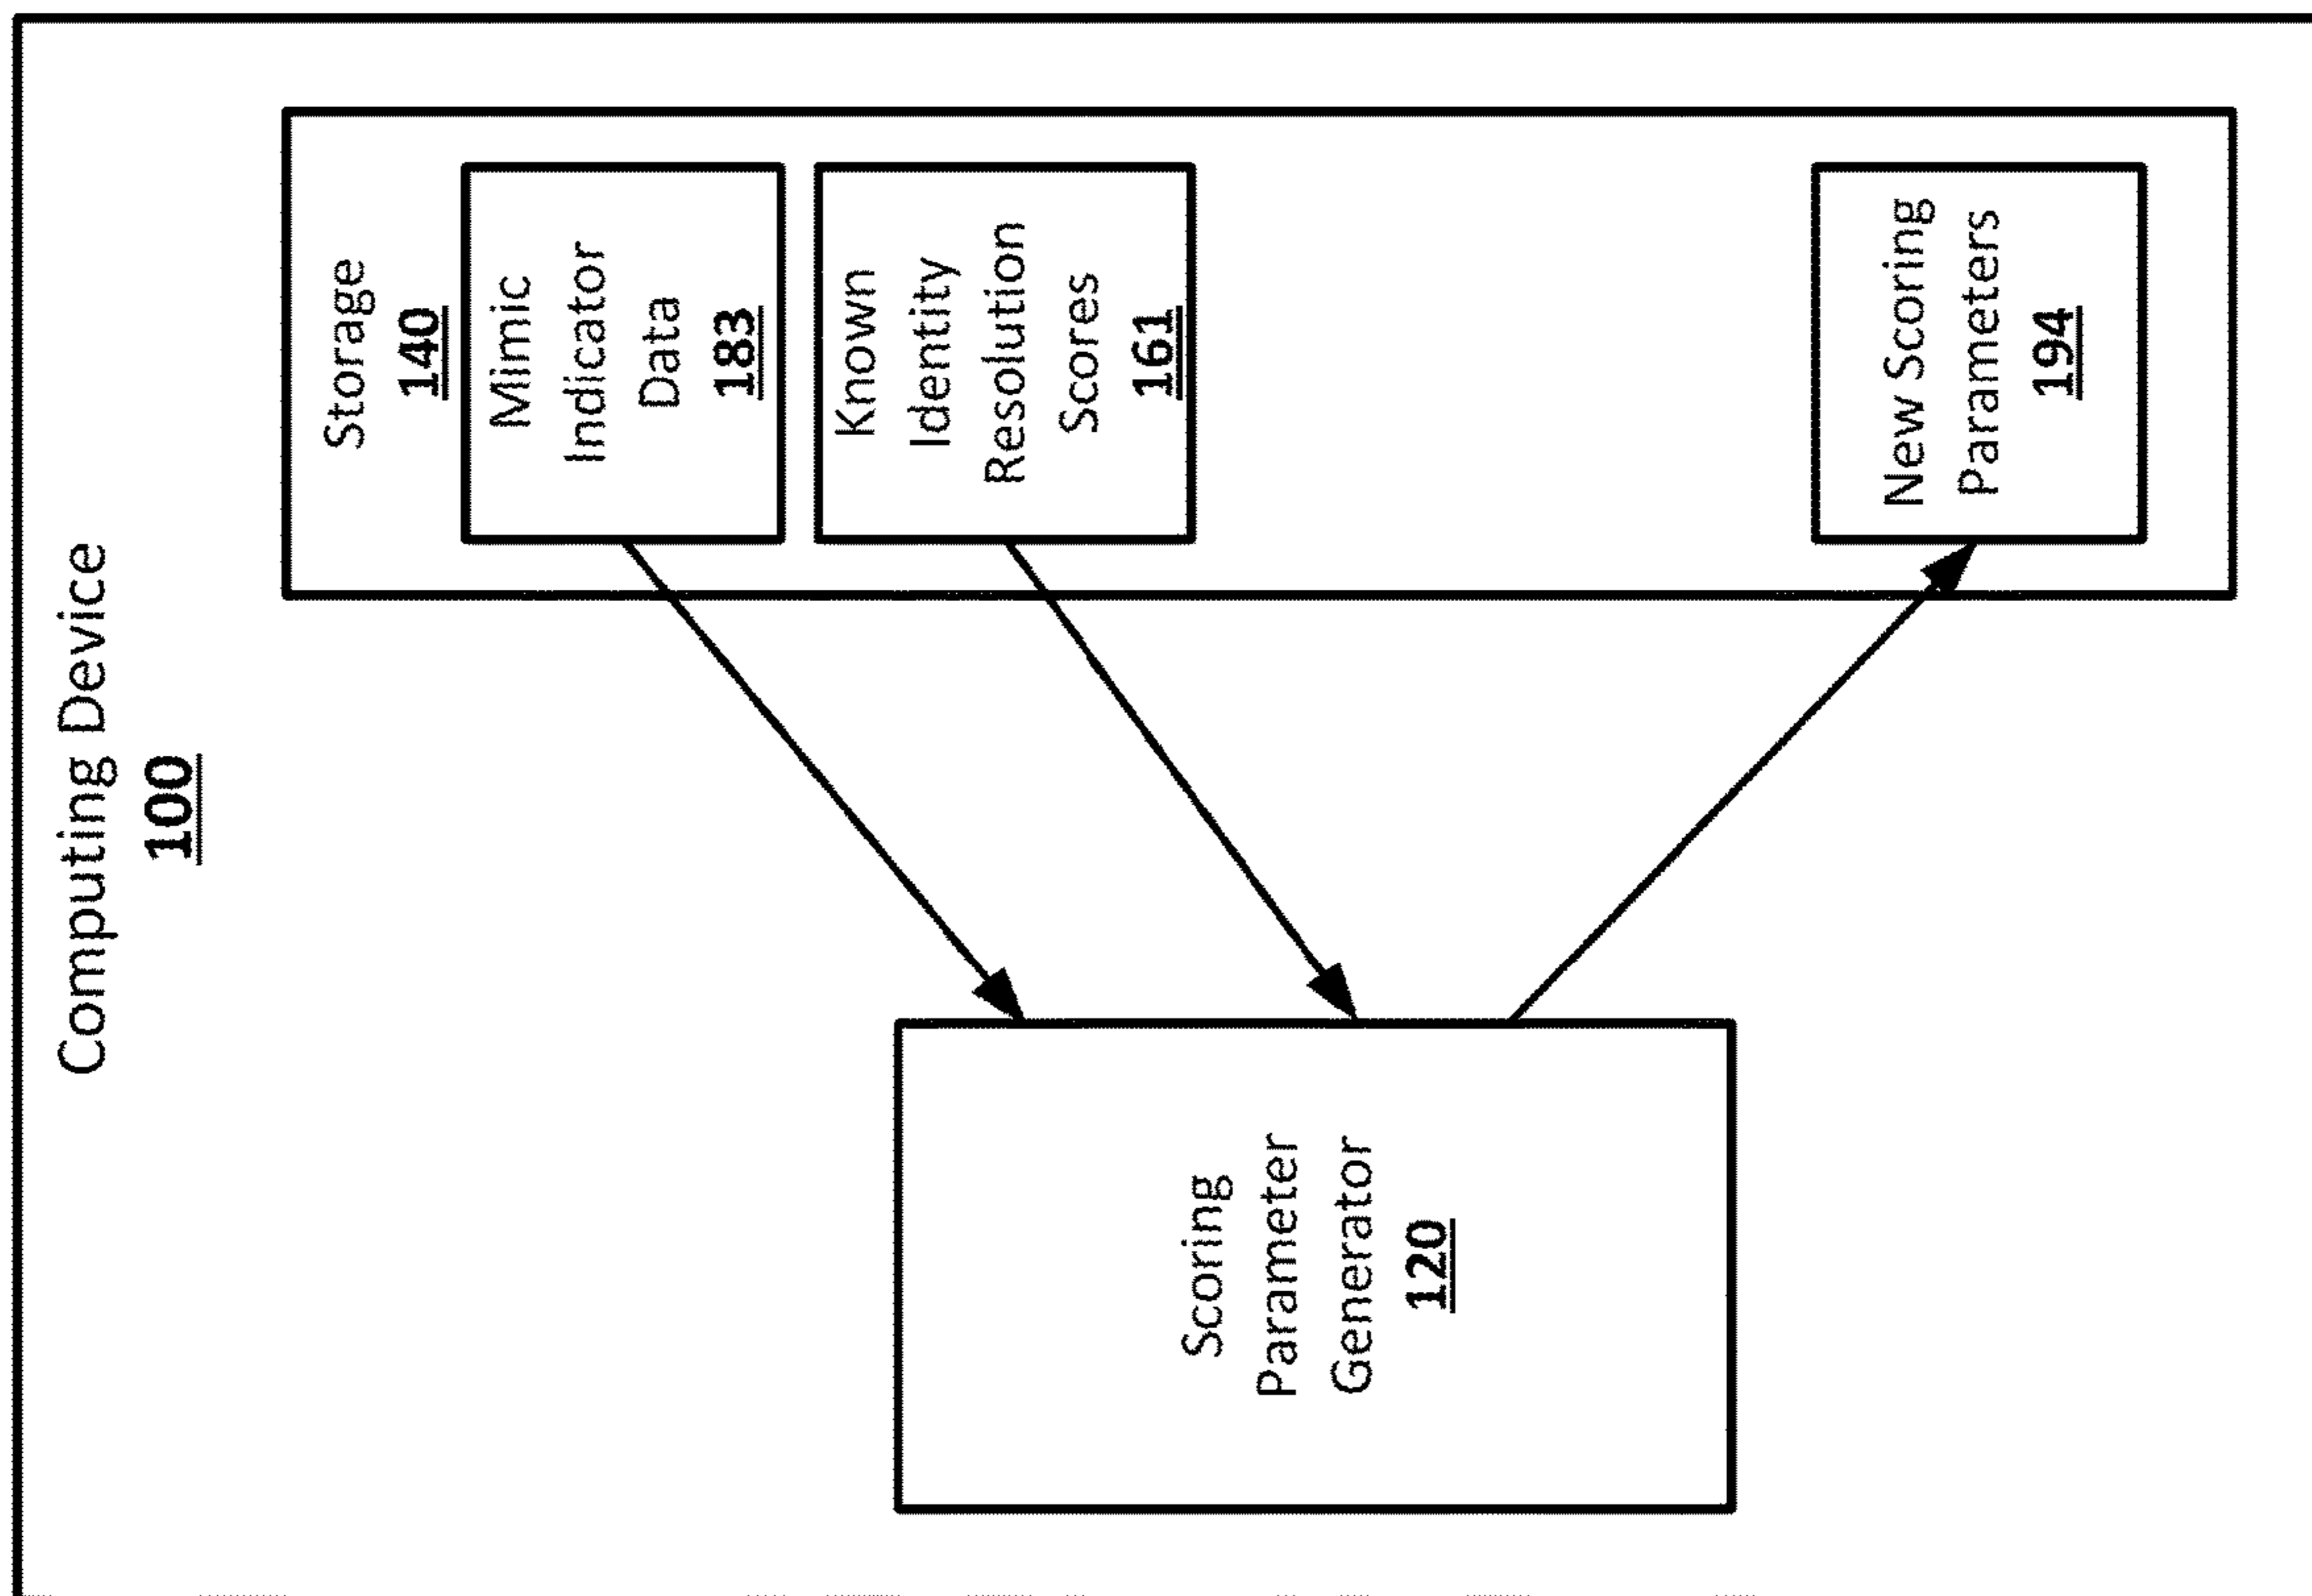 Computing Device
100
Storage
140
Mimic
Indicator
Data
183
Known
Identity
Resolution
Scores
161
New Scoring
Parameters
194
Scoring
Parameter
Generator
120